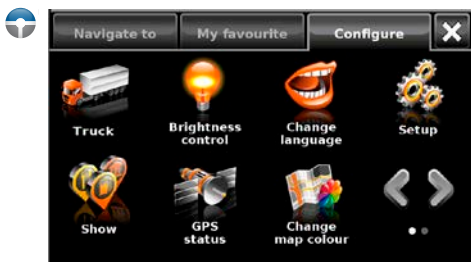 Navigate to
My favourite
Configure
Truck
Brightness
control
Change
language
Setup
Show
GPS
status
Change
map colour